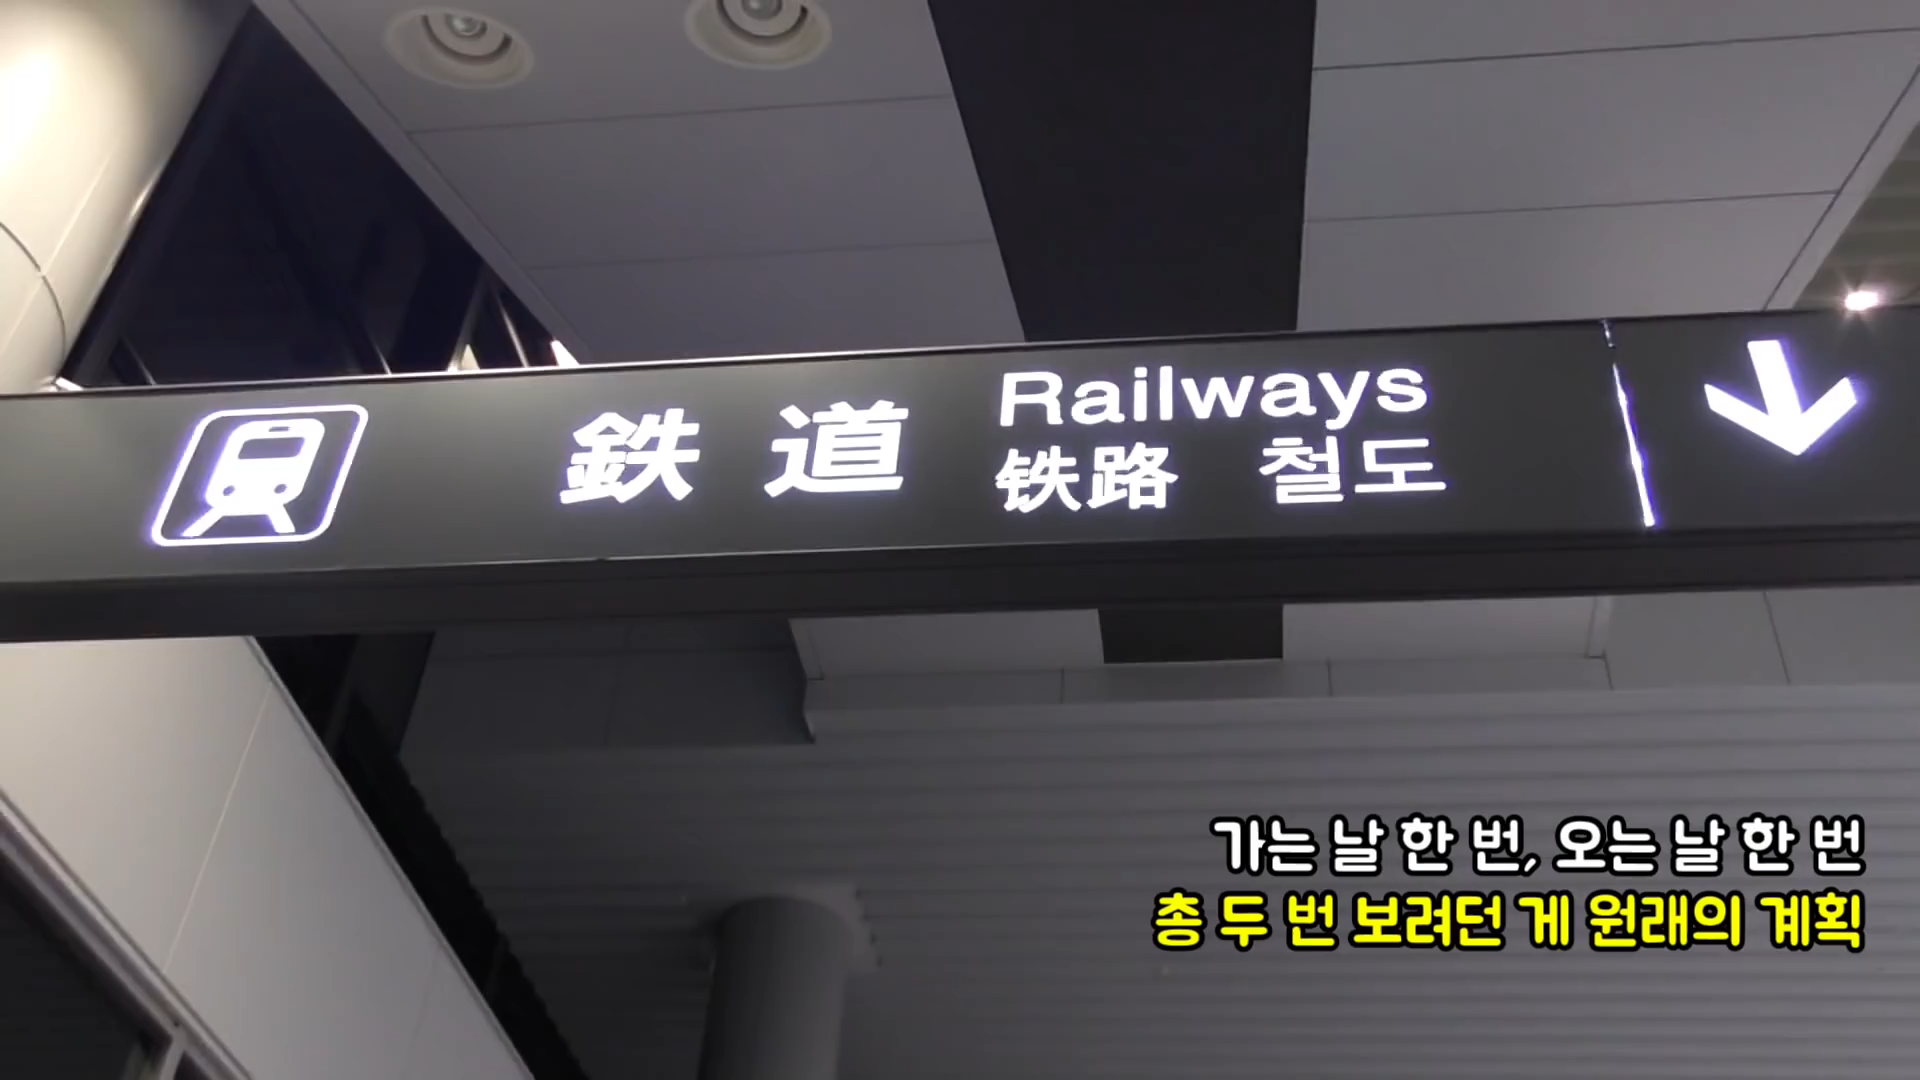 鉄道
Railways
铁路 철도
가는 날 한 번, 오는 날 한 번
총 두 번 보려던 게 원래의 계획